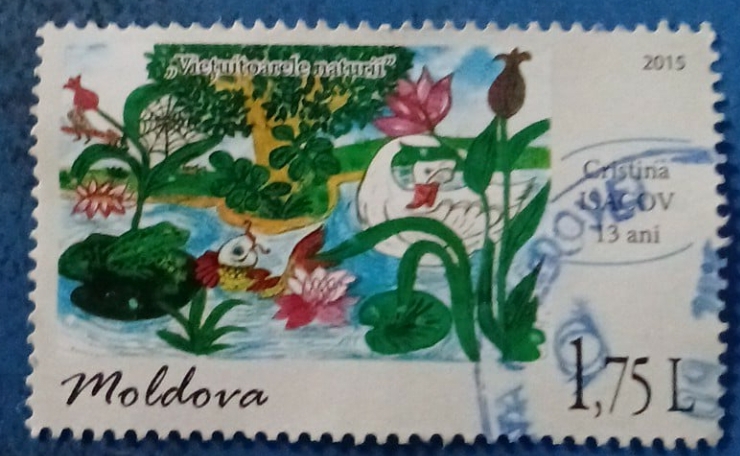 „Viețuitoarele naturii”
2015
Cristina
ISACOV
13 ani
Moldova
1,75 L